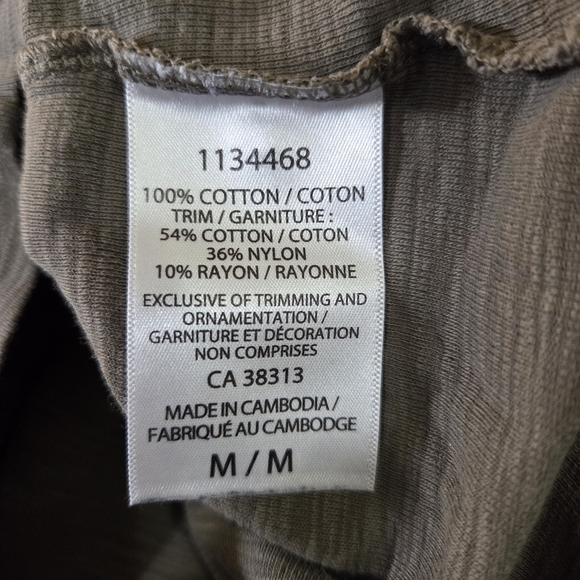 1134468
100% COTTON / COTON
TRIM / GARNITURE :
54% COTTON / COTON
36% NYLON
10% RAYON / RAYONNE
EXCLUSIVE OF TRIMMING AND
ORNAMENTATION /
GARNITURE ET DÉCORATION
NON COMPRISES
CA 38313
MADE IN CAMBODIA /
FABRIQUÉ AU CAMBODGE
M / M